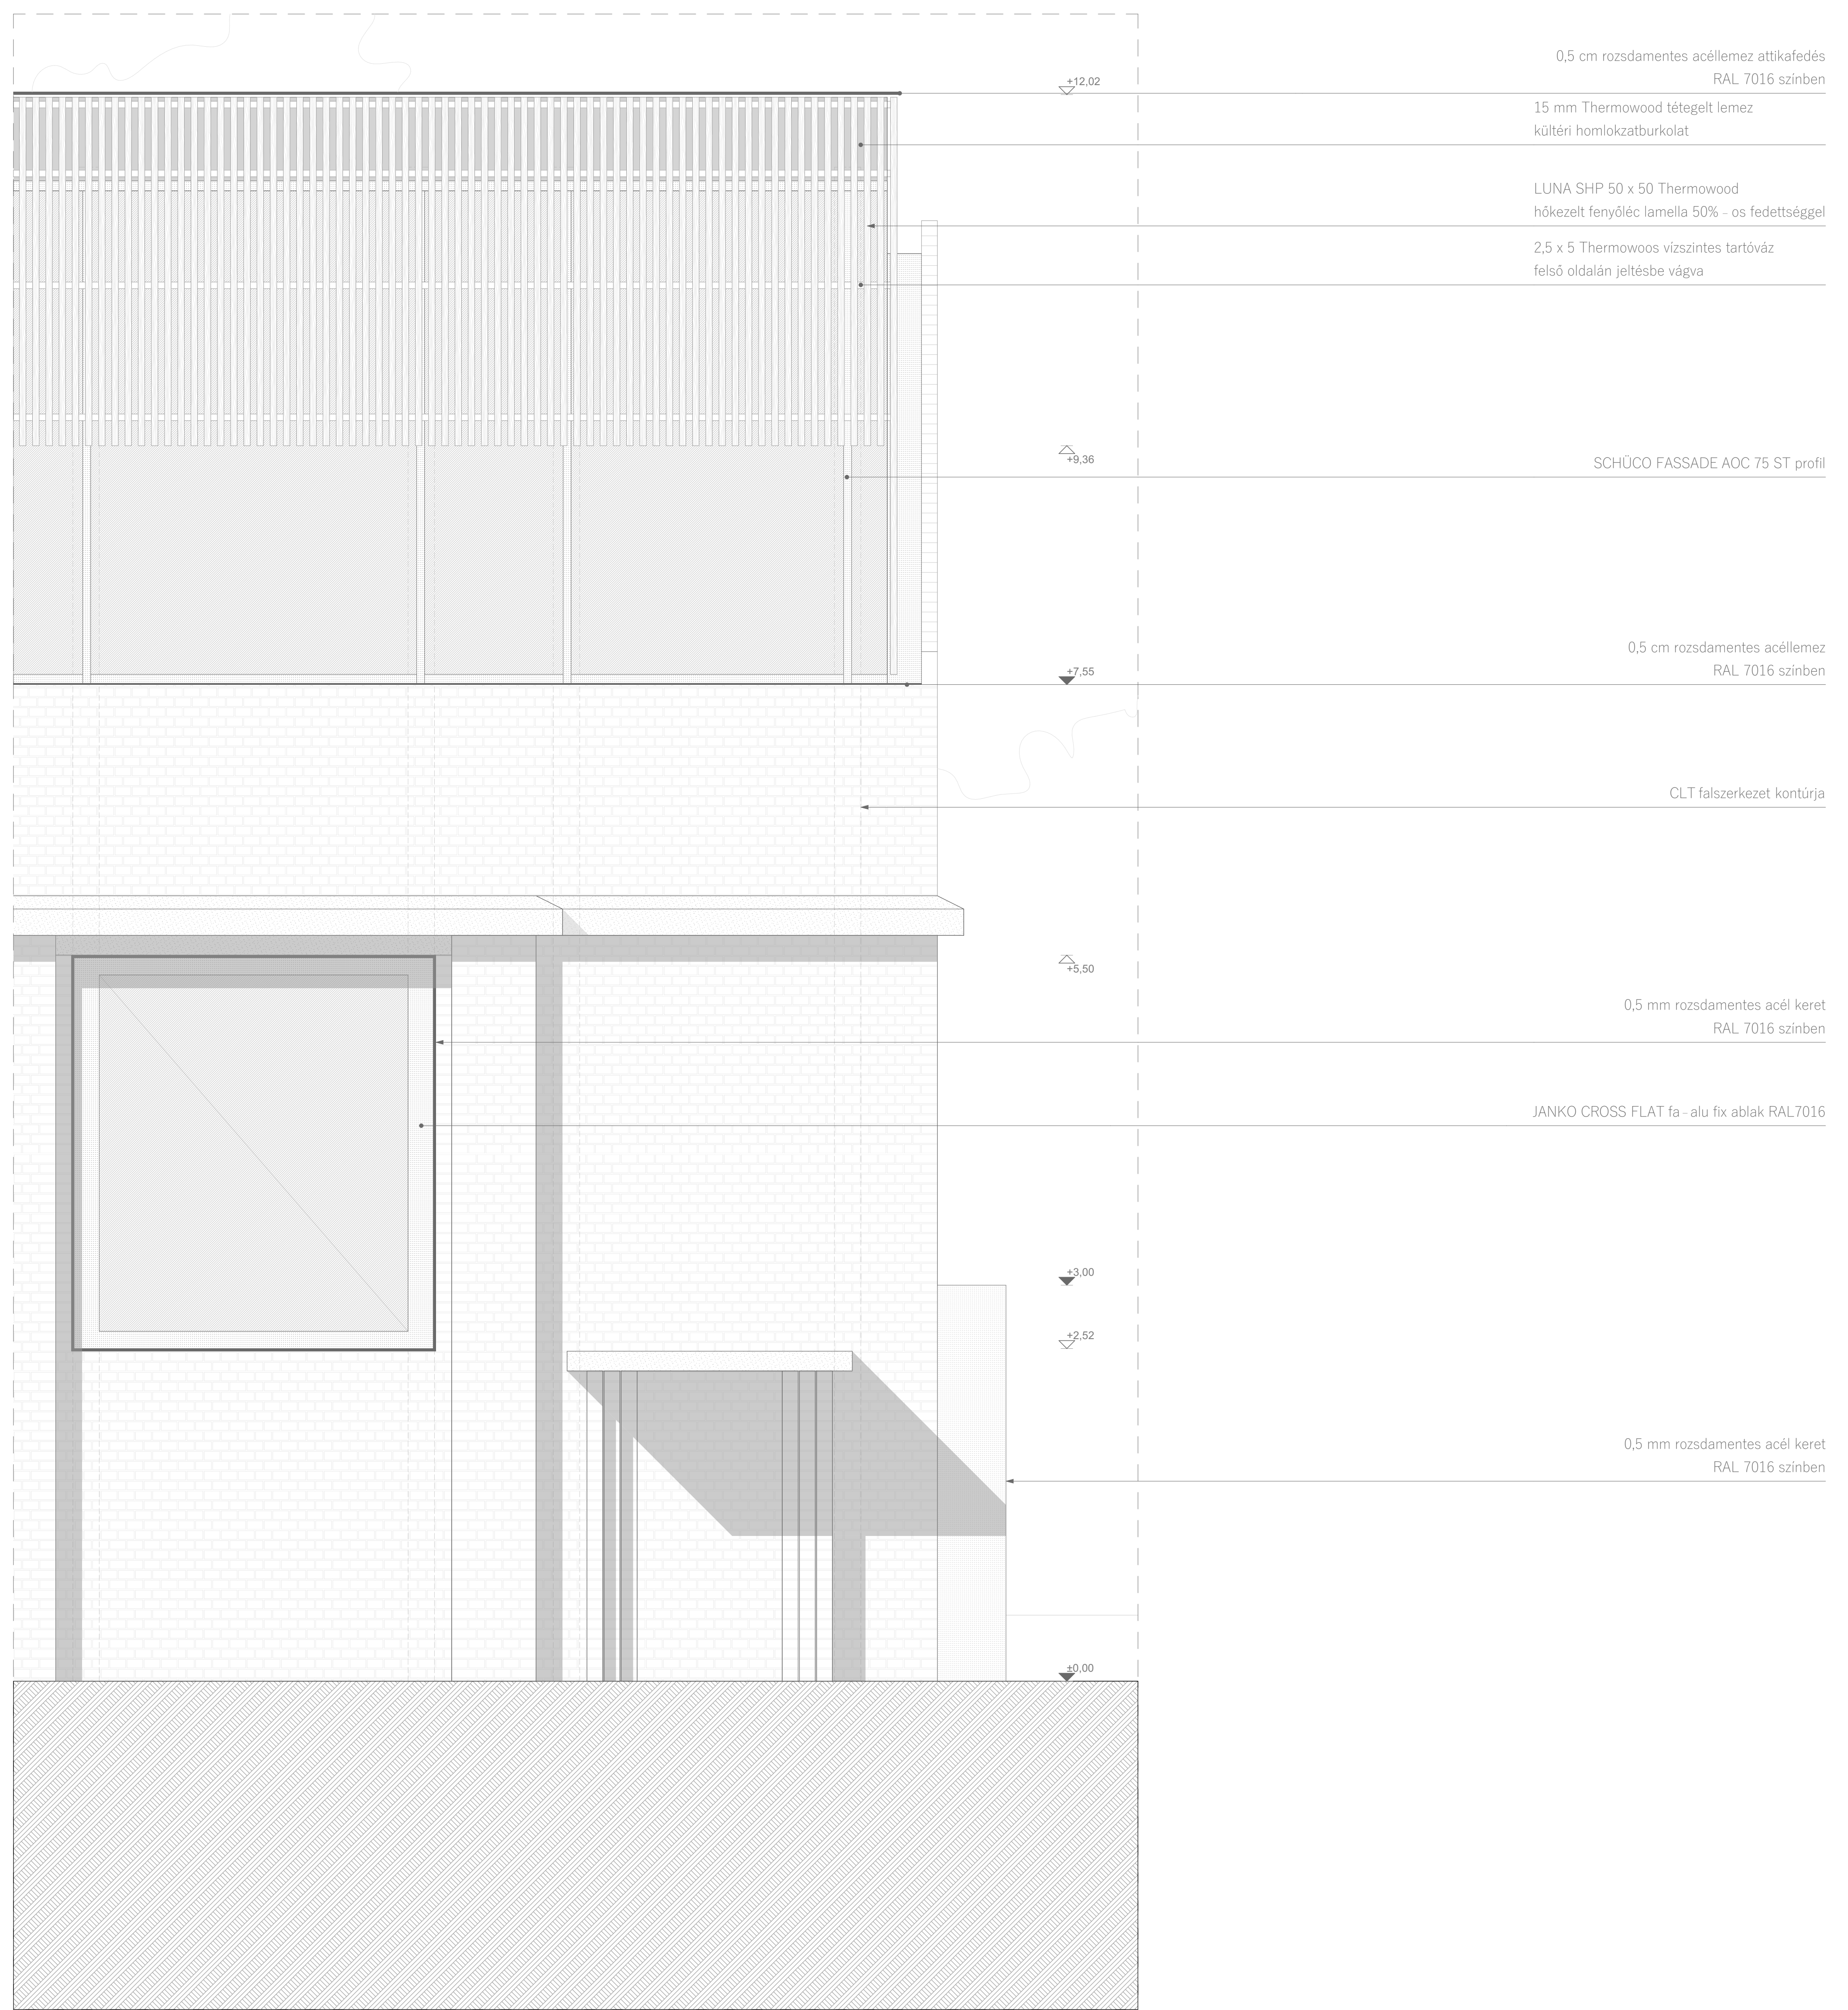 0,5 cm rozsdamentes acéllemez attikafedés
RAL 7016 színben
+12,02
15 mm Thermowood tétegelt lemez
kültéri homlokzatburkolat
LUNA SHP 50 x 50 Thermowood
hőkezelt fenyőléc lamella 50% - os fedettséggel
2,5 x 5 Thermowoos vízszintes tartóváz
felső oldalán jeltésbe vágva
+9,36
SCHÜCO FASSADE AOC 75 ST profil
0,5 cm rozsdamentes acéllemez
RAL 7016 színben
+7,55
CLT falszerkezet kontúrja
+5,50
0,5 mm rozsdamentes acél keret
RAL 7016 színben
JANKO CROSS FLAT fa - alu fix ablak RAL7016
+3,00
+2,52
0,5 mm rozsdamentes acél keret
RAL 7016 színben
±0,00